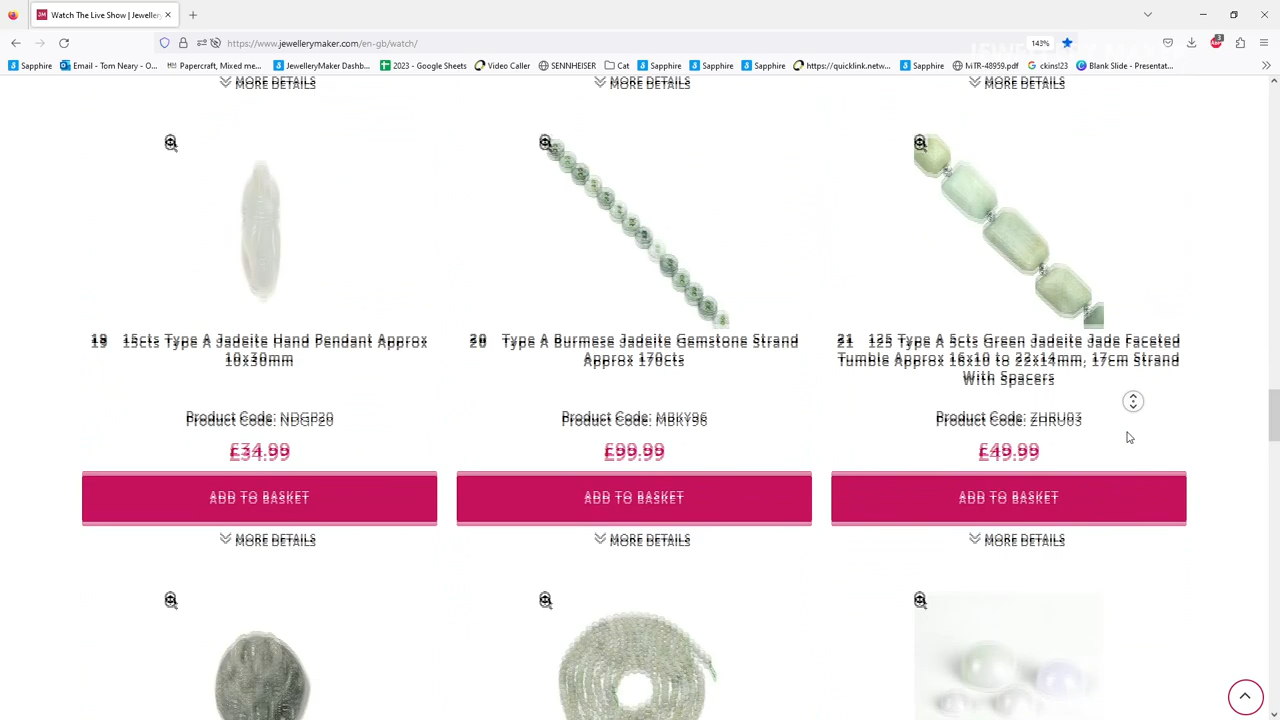 Watch The Live Show | Jeweller
https://www.jewellerymaker.com/en-gb/watch/
143%
3
Sapphire
Email - Tom Neary - O...
Papercraft, Mixed me...
JewelleryMaker Dashb...
2023 - Google Sheets
Video Caller
SENNHEISER
Cat
Sapphire
Sapphire
Sapphire
https://quicklink.netw...
Sapphire
MTR-48959.pdf
ckins!23
Blank Slide - Presentat...
MORE DETAILS
MORE DETAILS
MORE DETAILS
19 15cts Type A Jadeite Hand Pendant Approx
10x30mm
Product Code: NDGP20
£34.99
ADD TO BASKET
MORE DETAILS
20 Type A Burmese Jadeite Gemstone Strand
Approx 170cts
Product Code: MBKY96
£99.99
ADD TO BASKET
MORE DETAILS
21 125 Type A 5cts Green Jadeite Jade Faceted
Tumble Approx 16x10 to 22x14mm, 17cm Strand
With Spacers
Product Code: ZHRU03
£49.99
ADD TO BASKET
MORE DETAILS